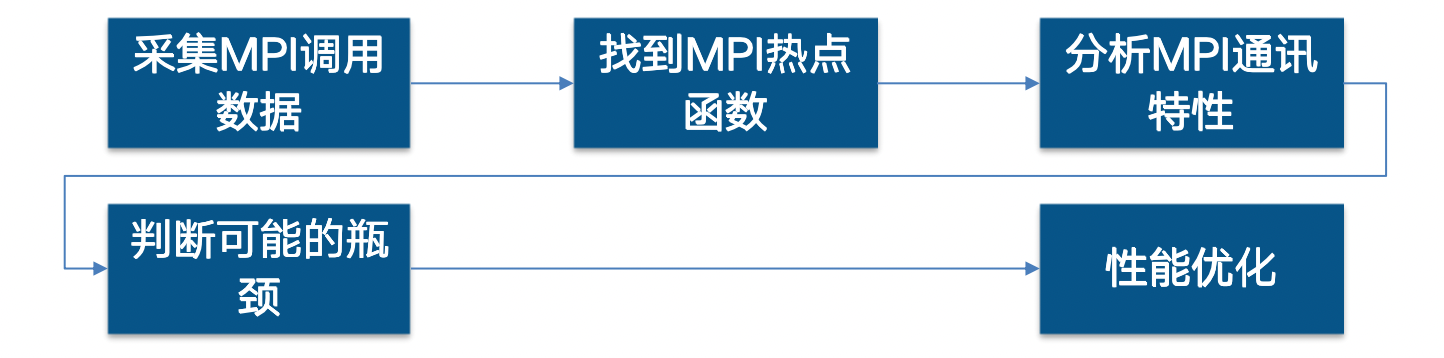 采集MPI调用
数据
找到MPI热点
函数
分析MPI通讯
特性
判断可能的瓶
颈
性能优化